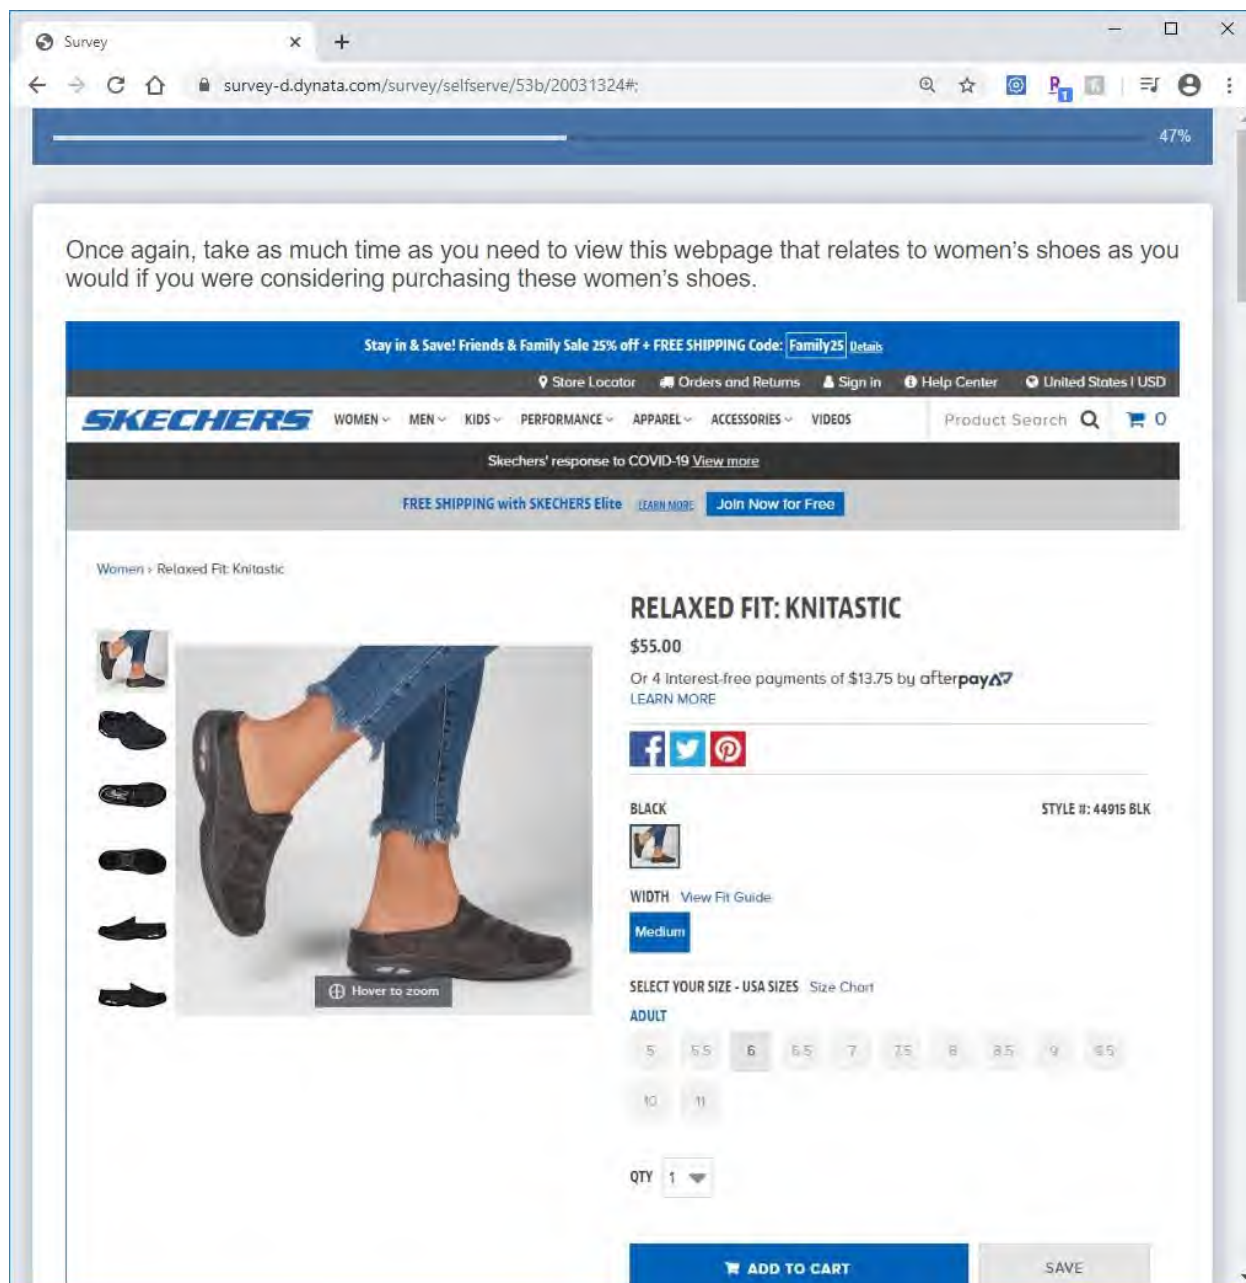 Survey
survey-d.dynata.com/survey/selfserve/53b/20031324#;
1
47%
Once again, take as much time as you need to view this webpage that relates to women's shoes as you
would if you were considering purchasing these women's shoes.
Stay in & Save! Friends & Family Sale 25% off + FREE SHIPPING Code: Family25 Details
Store Locator Orders and Returns Sign in Help Center United States | USD
SKECHERS WOMEN MEN KIDS PERFORMANCE APPAREL ACCESSORIES VIDEOS Product Search 0
Skechers' response to COVID-19 View more
FREE SHIPPING with SKECHERS Elite LEARN MORE Join Now for Free
Women › Relaxed Fit: Knitastic
RELAXED FIT: KNITASTIC
$55.00
Or 4 interest-free payments of $13.75 by afterpay
LEARN MORE
BLACK STYLE #: 44915 BLK
WIDTH View Fit Guide
Medium
Hover to zoom
SELECT YOUR SIZE - USA SIZES Size Chart
ADULT
5 5.5 6 6.5 7 7.5 8 8.5 9 9.5
10 11
QTY 1
ADD TO CART SAVE